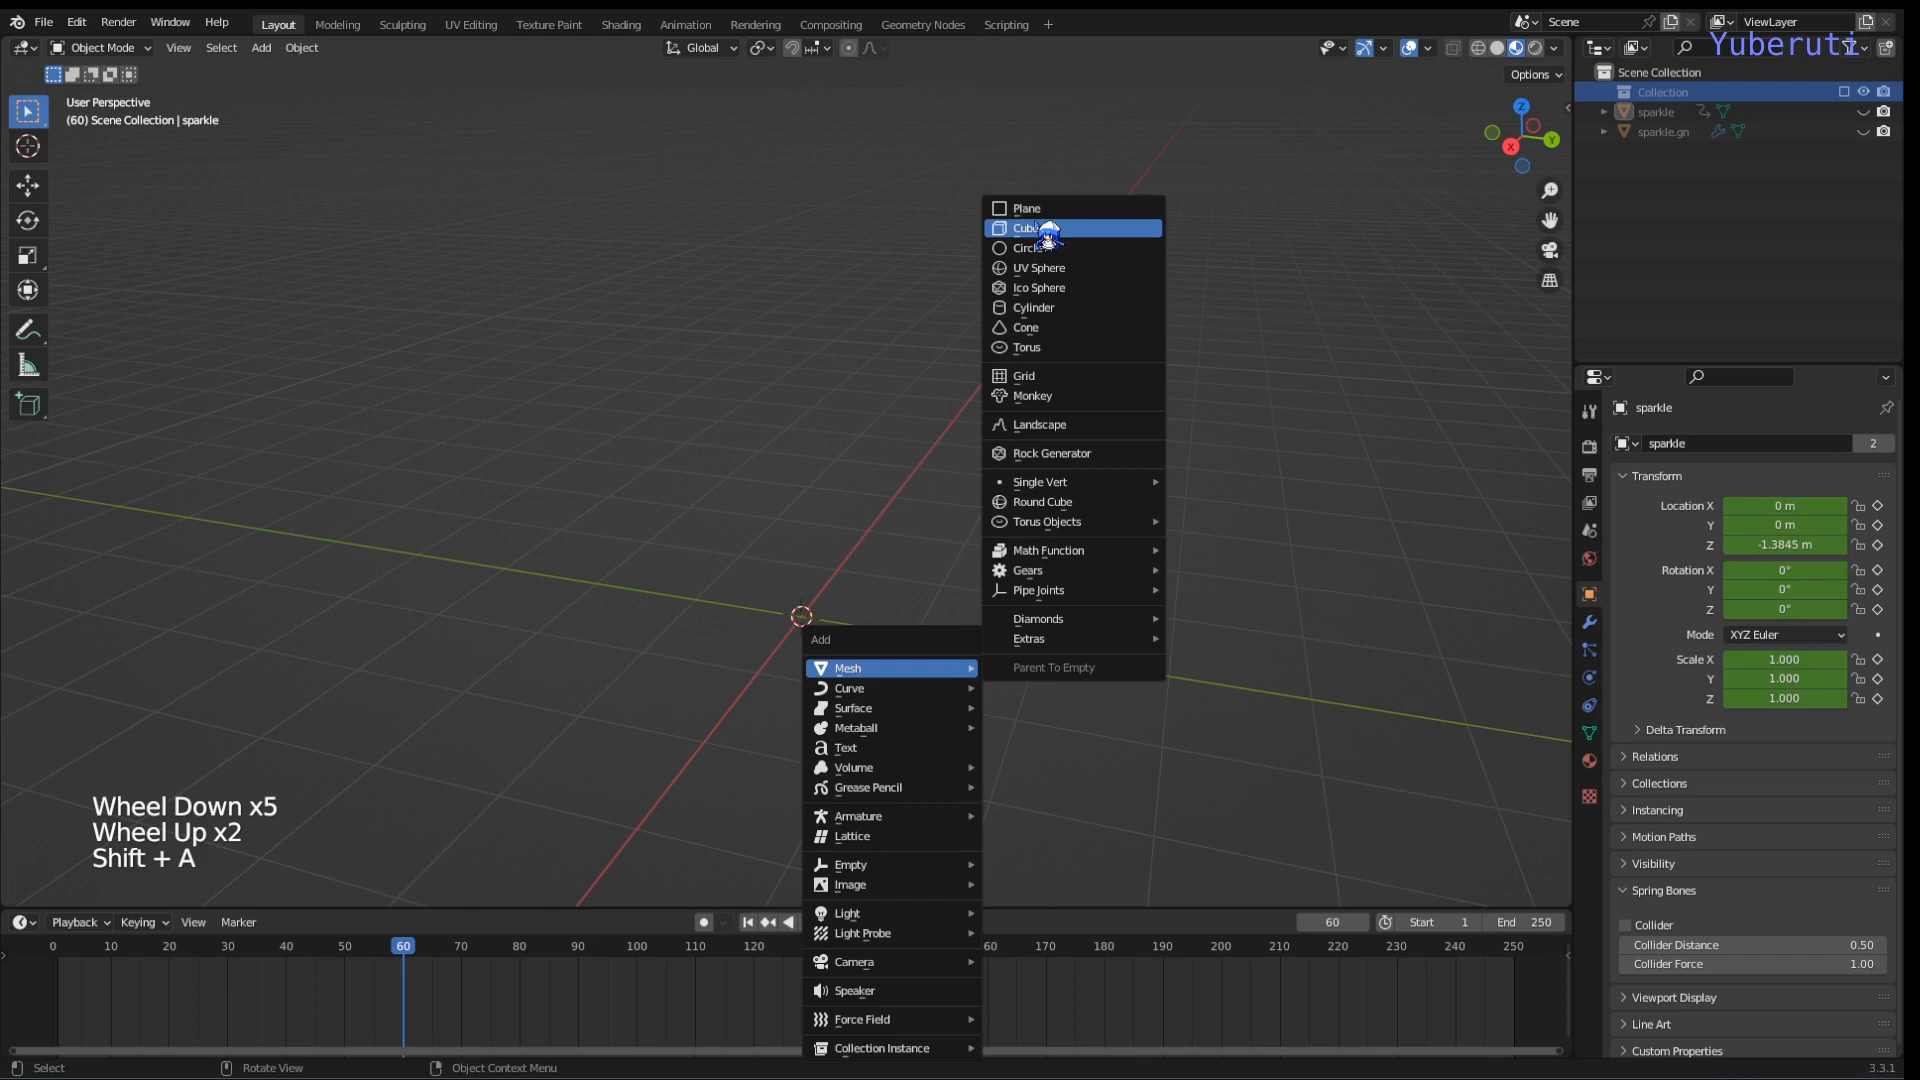 File Edit Render Window Help
Layout Modeling Sculpting UV Editing Texture Paint Shading Animation Rendering Compositing Geometry Nodes Scripting +
Scene
ViewLayer
Object Mode View Select Add Object
Global
Yuberuti
Options
User Perspective
(60) Scene Collection | sparkle
Z
Y
X
Scene Collection
Collection
sparkle
sparkle.gn
Plane
Cube
Circle
UV Sphere
Ico Sphere
Cylinder
Cone
Torus
Grid
Monkey
Landscape
Rock Generator
Single Vert
Round Cube
Torus Objects
Math Function
Gears
Pipe Joints
Diamonds
Extras
Parent To Empty
Add
Mesh
Curve
Surface
Metaball
Text
Volume
Grease Pencil
Armature
Lattice
Empty
Image
Light
Light Probe
Camera
Speaker
Force Field
Collection Instance
Wheel Down x5
Wheel Up x2
Shift + A
sparkle
sparkle 2
Transform
Location X 0 m
Y 0 m
Z -1.3845 m
Rotation X 0°
Y 0°
Z 0°
Mode XYZ Euler
Scale X 1.000
Y 1.000
Z 1.000
Delta Transform
Relations
Collections
Instancing
Motion Paths
Visibility
Spring Bones
Collider
Collider Distance 0.50
Collider Force 1.00
Viewport Display
Line Art
Custom Properties
Playback Keying View Marker
60 Start 1 End 250
0 10 20 30 40 50 60 70 80 90 100 110 120 60 170 180 190 200 210 220 230 240 250
Select Rotate View Object Context Menu
3.3.1